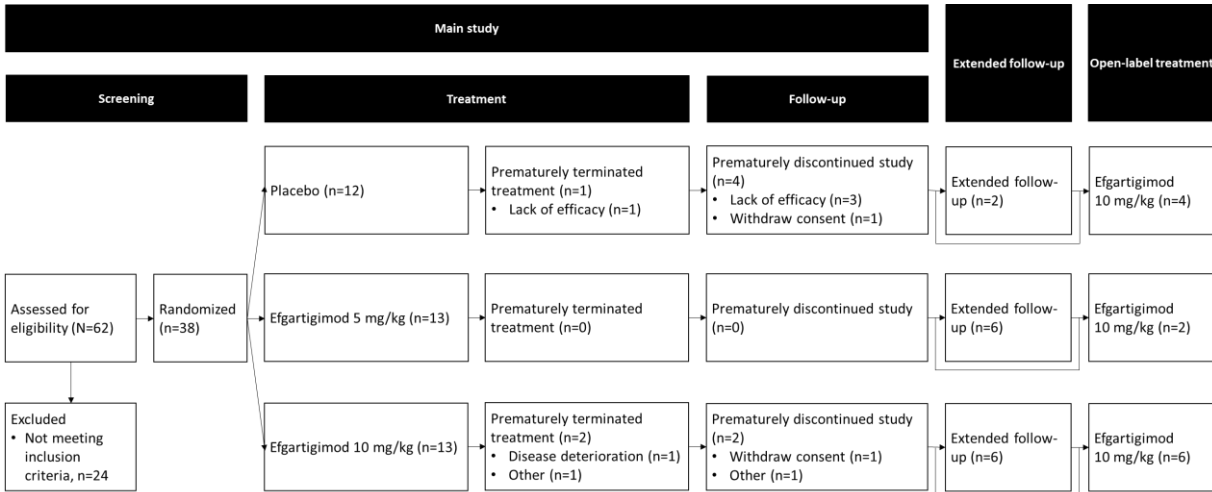 Main study
Extended follow-up
Open-label treatment
Screening
Treatment
Follow-up
Placebo (n=12)
Prematurely terminated
treatment (n=1)
• Lack of efficacy (n=1)
Prematurely discontinued study
(n=4)
• Lack of efficacy (n=3)
• Withdraw consent (n=1)
Extended follow-
up (n=2)
Efgartigimod
10 mg/kg (n=4)
Assessed for
eligibility (N=62)
Randomized
(n=38)
Efgartigimod 5 mg/kg (n=13)
Prematurely terminated
treatment (n=0)
Prematurely discontinued study
(n=0)
Extended follow-
up (n=6)
Efgartigimod
10 mg/kg (n=2)
Excluded
• Not meeting
inclusion
criteria, n=24
Efgartigimod 10 mg/kg (n=13)
Prematurely terminated
treatment (n=2)
• Disease deterioration (n=1)
• Other (n=1)
Prematurely discontinued study
(n=2)
• Withdraw consent (n=1)
• Other (n=1)
Extended follow-
up (n=6)
Efgartigimod
10 mg/kg (n=6)